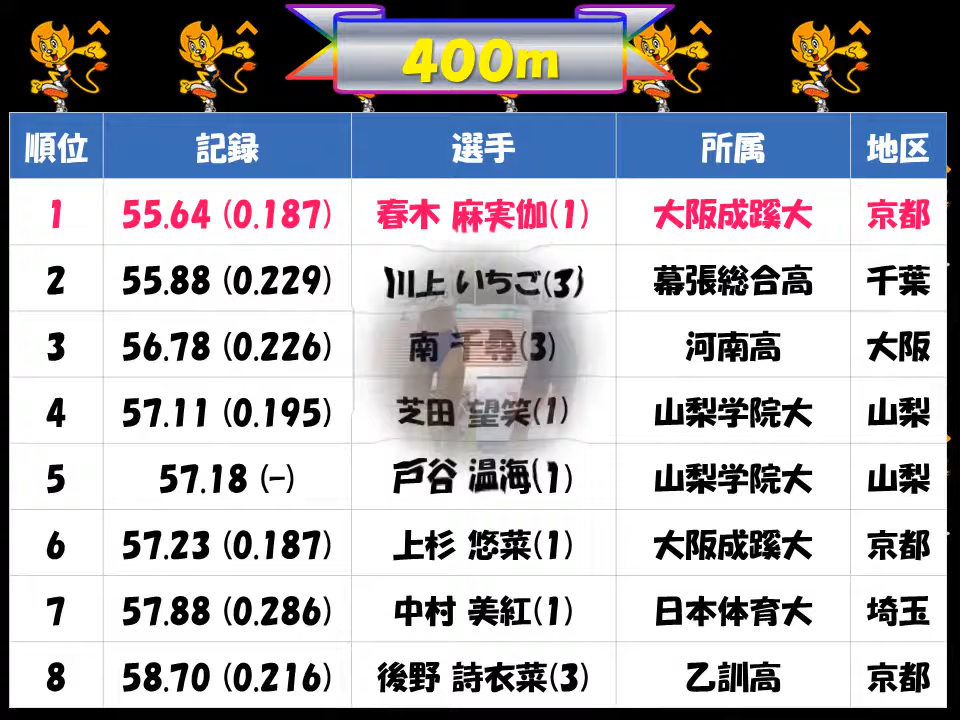 400m
順位 記録 選手 所属 地区
1 55.64 (0.187) 春木 麻実伽(1) 大阪成蹊大 京都
2 55.88 (0.229) 川上 いちご(3) 幕張総合高 千葉
3 56.78 (0.226) 南 千尋(3) 河南高 大阪
4 57.11 (0.195) 芝田 望笑(1) 山梨学院大 山梨
5 57.18 (-) 戸谷 温海(1) 山梨学院大 山梨
6 57.23 (0.187) 上杉 悠菜(1) 大阪成蹊大 京都
7 57.88 (0.286) 中村 美紅(1) 日本体育大 埼玉
8 58.70 (0.216) 後野 詩衣菜(3) 乙訓高 京都